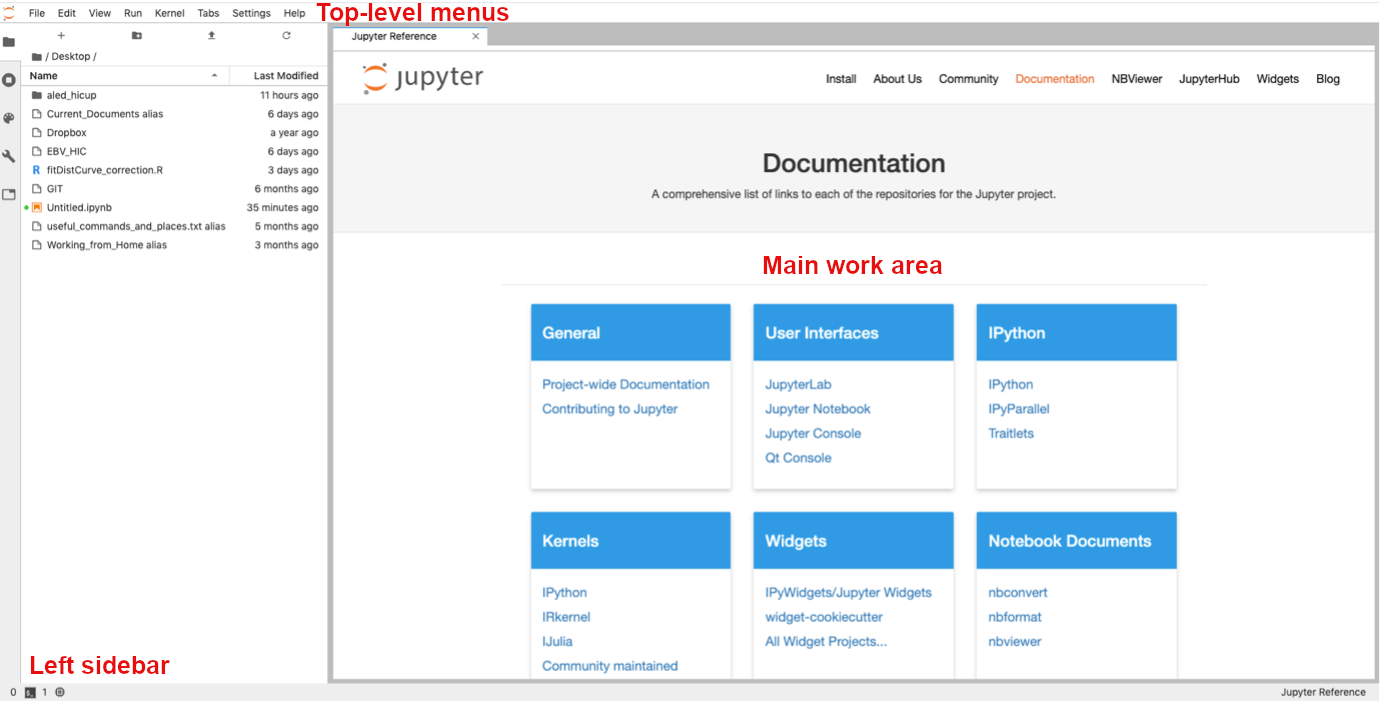 File Edit View Run Kernel Tabs Settings Help
Top-level menus
/ Desktop /
Name Last Modified
aled_hicup 11 hours ago
Current_Documents alias 6 days ago
Dropbox a year ago
EBV_HIC 6 days ago
R fitDistCurve_correction.R 3 days ago
GIT 6 months ago
Untitled.ipynb 35 minutes ago
useful_commands_and_places.txt alias 5 months ago
Working_from_Home alias 3 months ago
Left sidebar
Jupyter Reference
jupyter
Install About Us Community Documentation NBViewer JupyterHub Widgets Blog
Documentation
A comprehensive list of links to each of the repositories for the Jupyter project.
Main work area
General
Project-wide Documentation
Contributing to Jupyter
User Interfaces
JupyterLab
Jupyter Notebook
Jupyter Console
Qt Console
IPython
IPython
IPyParallel
Traitlets
Kernels
IPython
IRkernel
IJulia
Community maintained
Widgets
IPyWidgets/Jupyter Widgets
widget-cookiecutter
All Widget Projects...
Notebook Documents
nbconvert
nbformat
nbviewer
0 1 Jupyter Reference